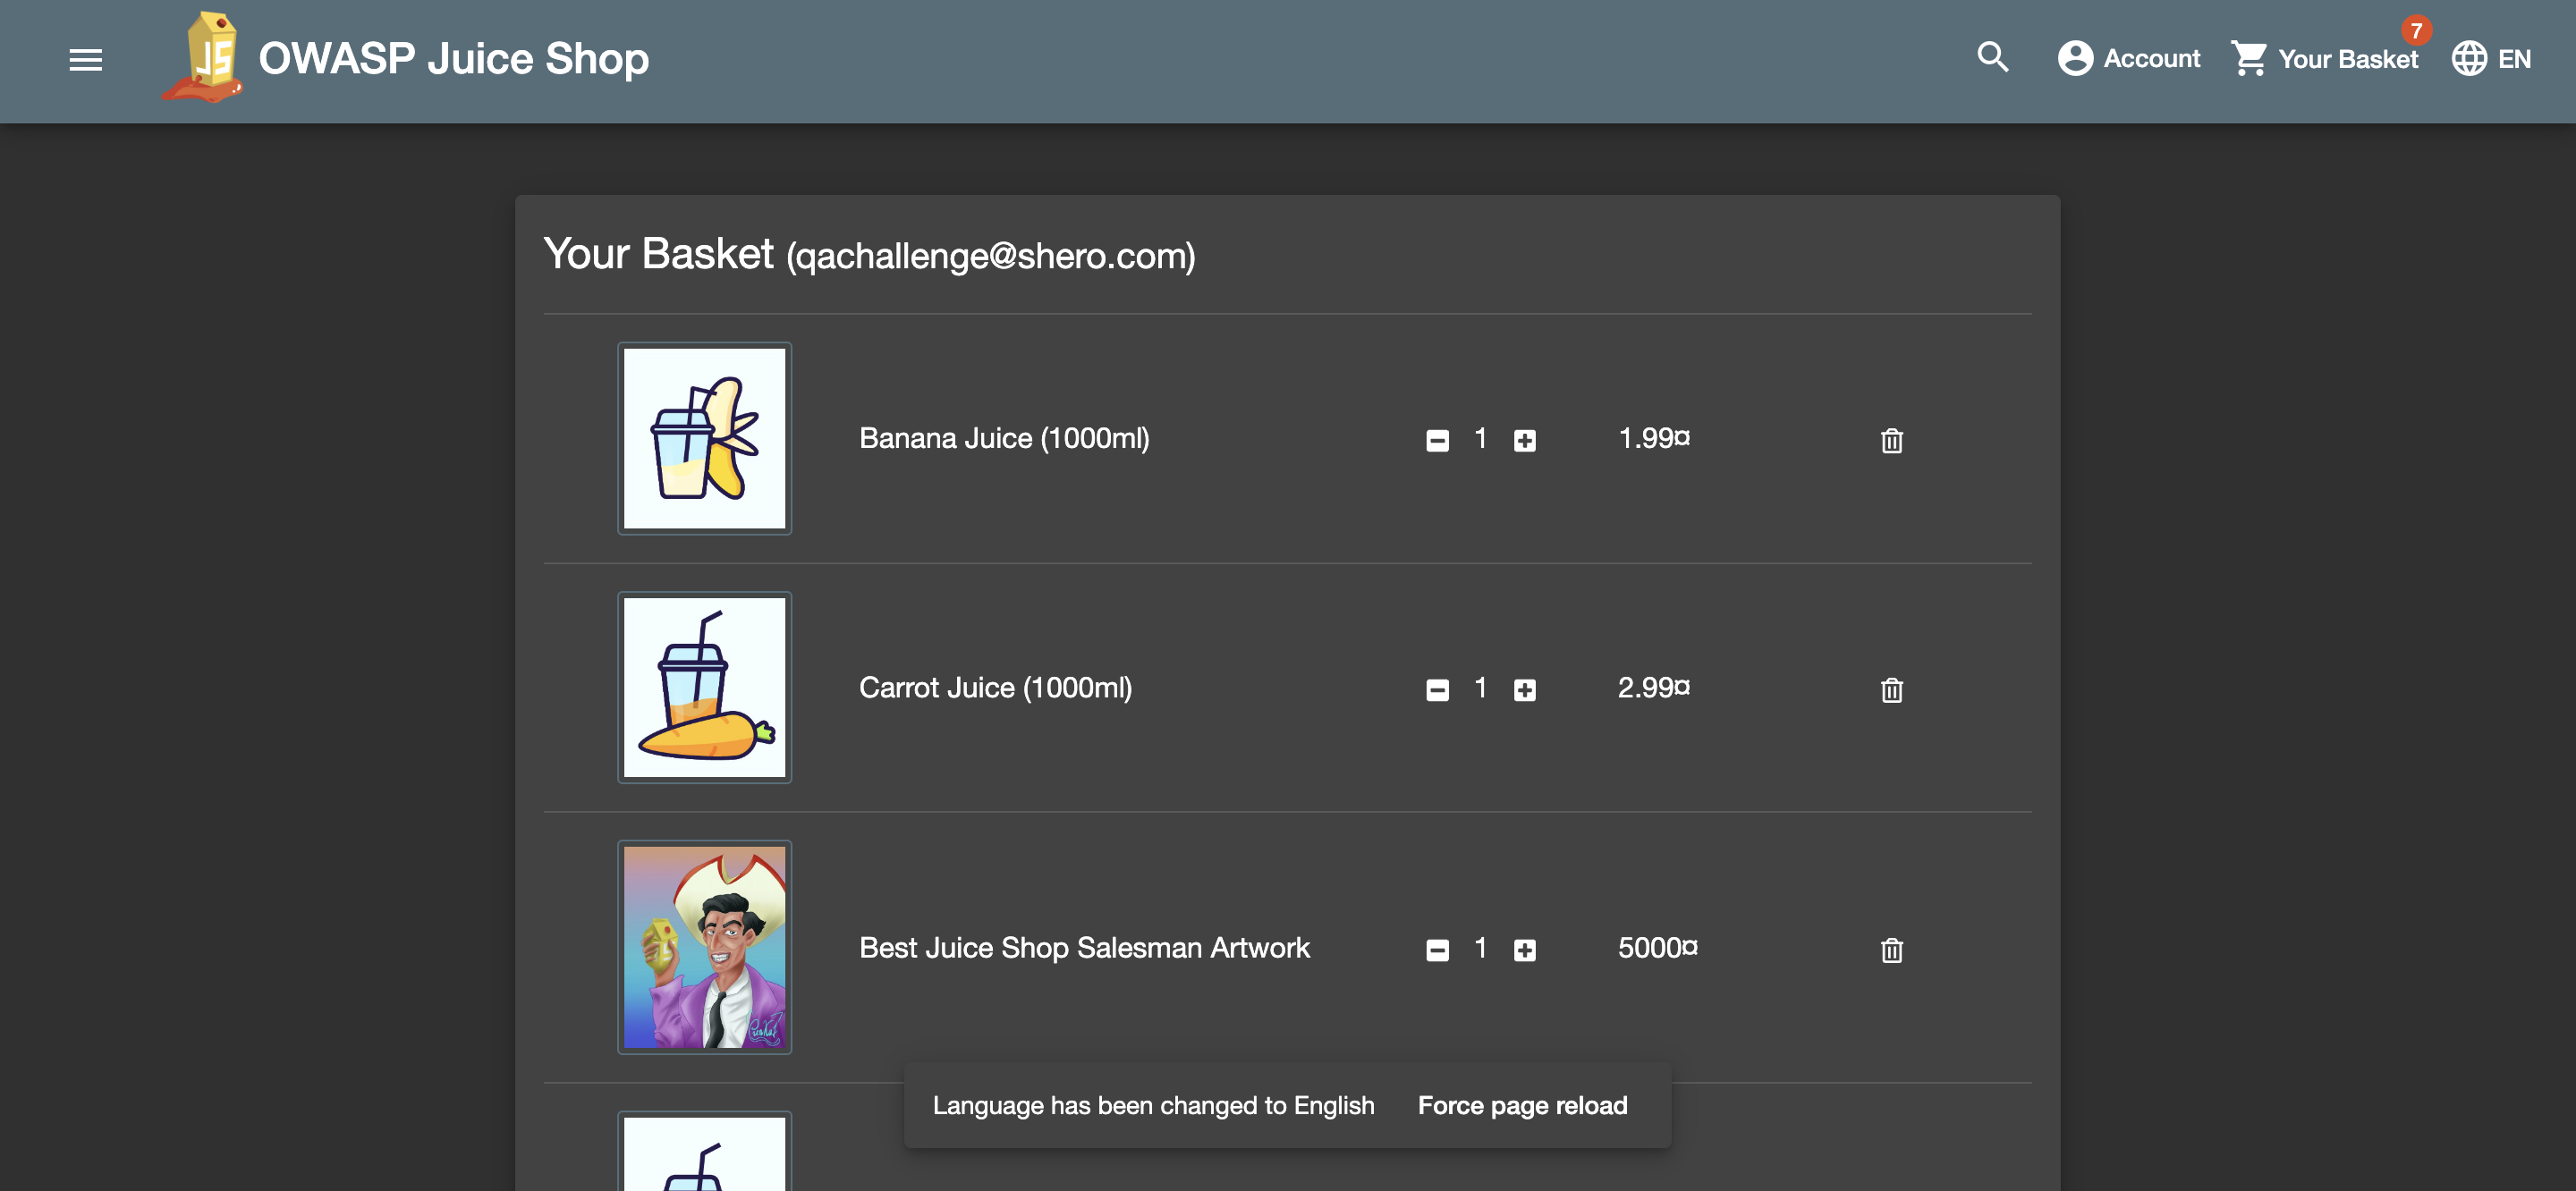 JS
OWASP Juice Shop
Account
Your Basket
7
EN
Your Basket (qachallenge@shero.com)
Banana Juice (1000ml)
1
1.99¤
Carrot Juice (1000ml)
1
2.99¤
Best Juice Shop Salesman Artwork
1
5000¤
Language has been changed to English
Force page reload